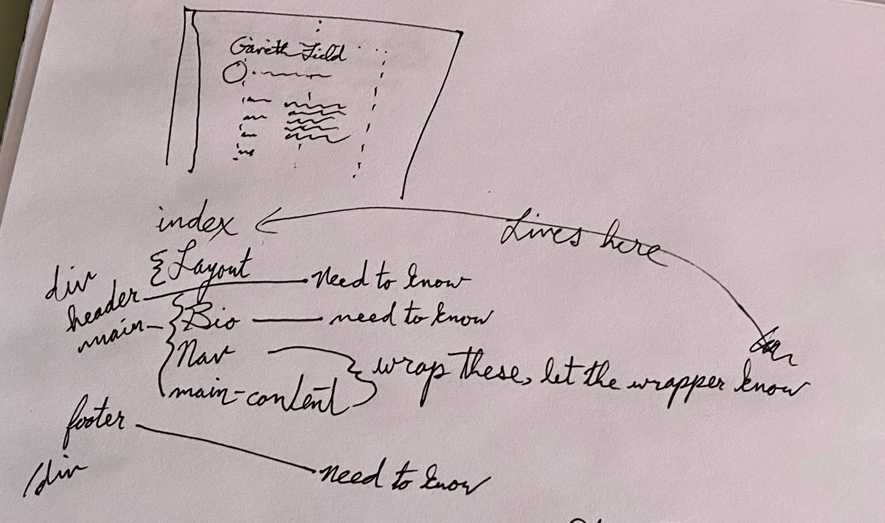 Gareth Field
index
Lives here
Layout
div
header need to know
main Bio need to know
Nav
wrap these, let the wrapper know
main-content
footer
/div need to know